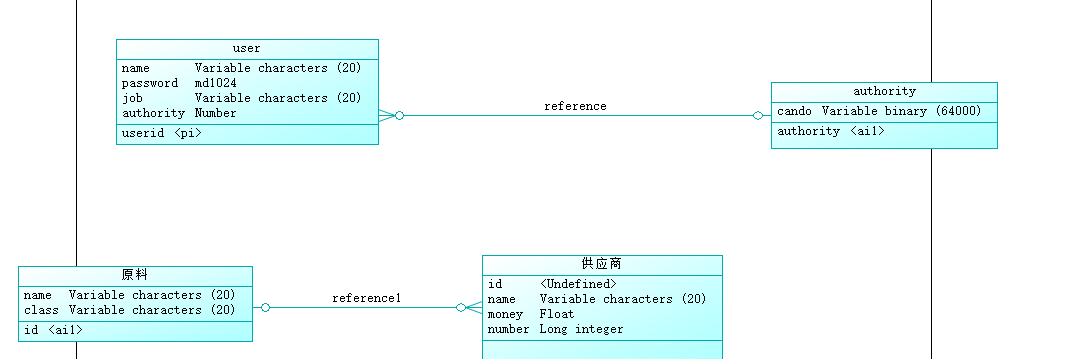 user
name Variable characters (20)
password md1024
job Variable characters (20)
authority Number
userid <pi>
reference
authority
cando Variable binary (64000)
authority <ai1>
原料
name Variable characters (20)
class Variable characters (20)
id <ai1>
reference1
供应商
id <Undefined>
name Variable characters (20)
money Float
number Long integer